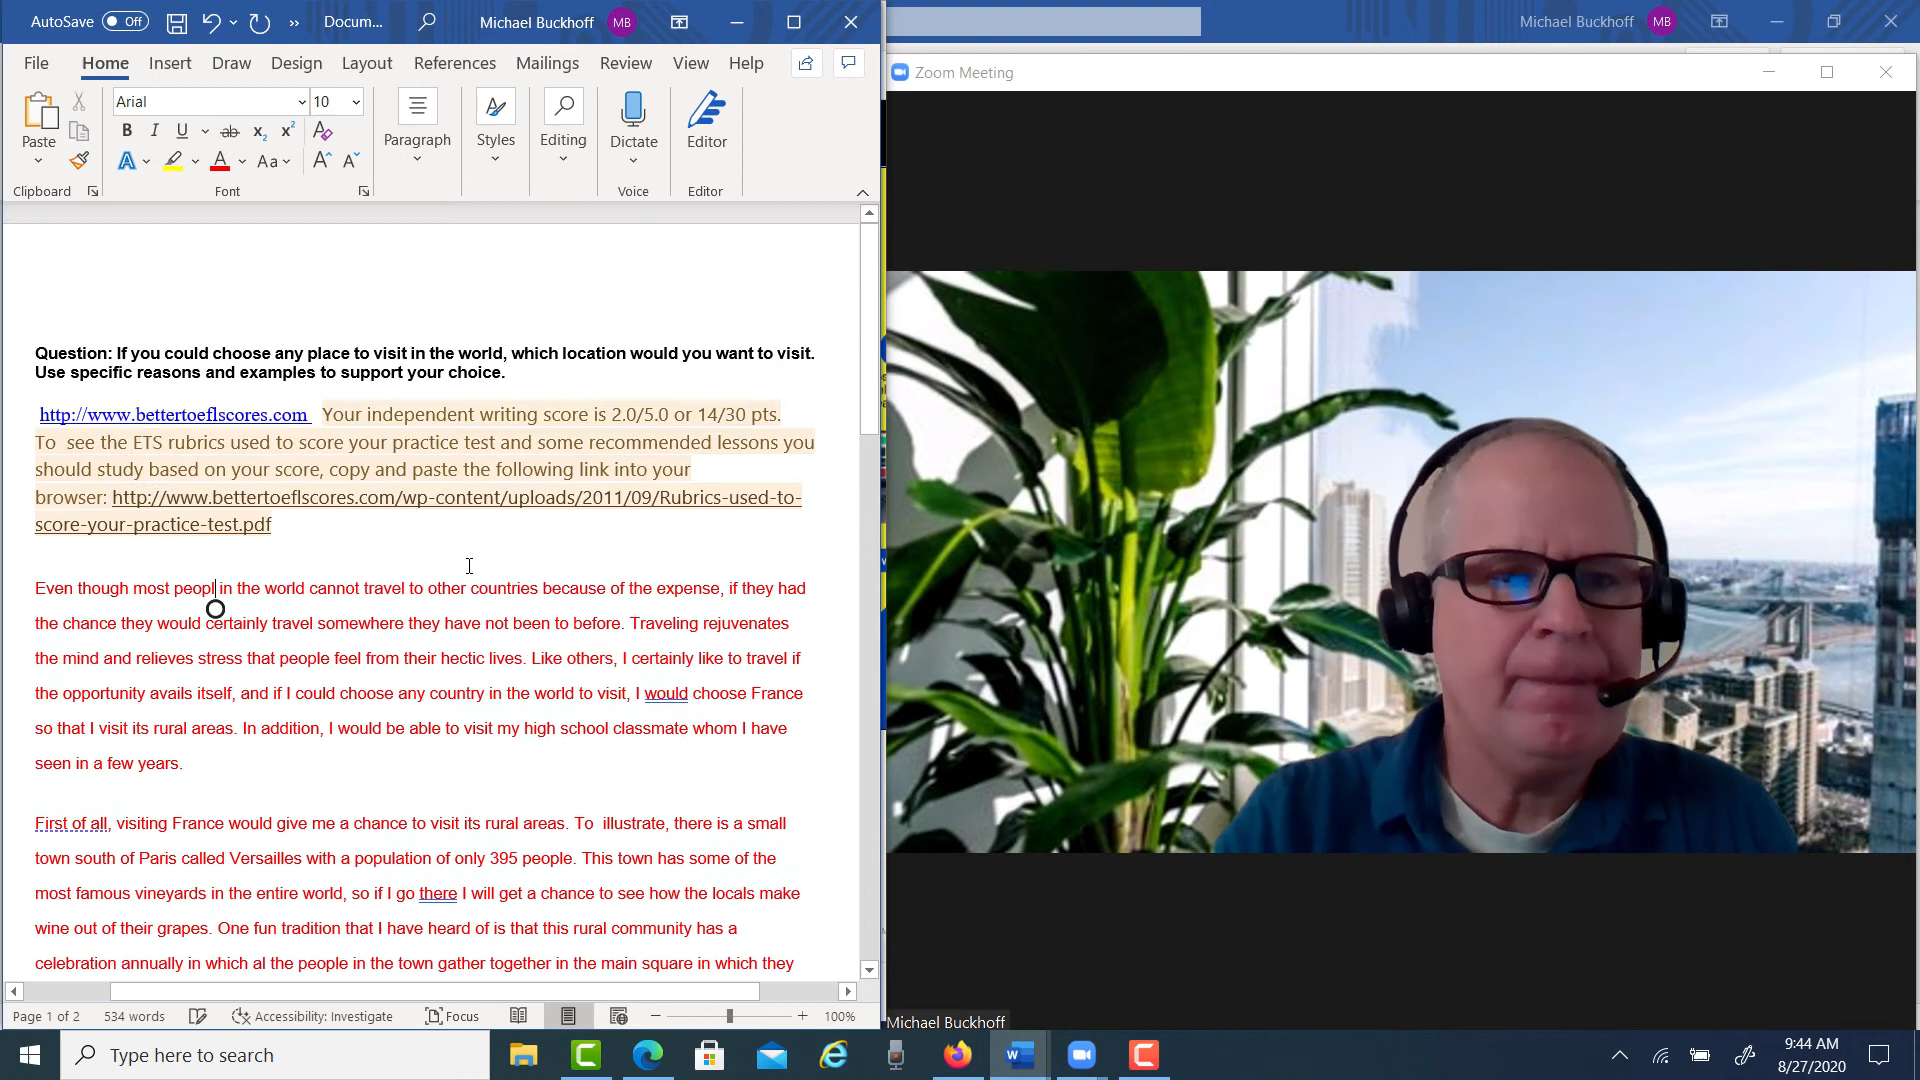 AutoSave Off Docum... Michael Buckhoff MB
Michael Buckhoff MB
File Home Insert Draw Design Layout References Mailings Review View Help
Zoom Meeting
Arial 10
Paste Paragraph Styles Editing Dictate Editor
Clipboard Font Voice Editor
Question: If you could choose any place to visit in the world, which location would you want to visit.
Use specific reasons and examples to support your choice.
http://www.bettertoeflscores.com Your independent writing score is 2.0/5.0 or 14/30 pts.
To see the ETS rubrics used to score your practice test and some recommended lessons you
should study based on your score, copy and paste the following link into your
browser: http://www.bettertoeflscores.com/wp-content/uploads/2011/09/Rubrics-used-to-
score-your-practice-test.pdf
Even though most peopl in the world cannot travel to other countries because of the expense, if they had
the chance they would certainly travel somewhere they have not been to before. Traveling rejuvenates
the mind and relieves stress that people feel from their hectic lives. Like others, I certainly like to travel if
the opportunity avails itself, and if I could choose any country in the world to visit, I would choose France
so that I visit its rural areas. In addition, I would be able to visit my high school classmate whom I have
seen in a few years.
First of all, visiting France would give me a chance to visit its rural areas. To illustrate, there is a small
town south of Paris called Versailles with a population of only 395 people. This town has some of the
most famous vineyards in the entire world, so if I go there I will get a chance to see how the locals make
wine out of their grapes. One fun tradition that I have heard of is that this rural community has a
celebration annually in which al the people in the town gather together in the main square in which they
Page 1 of 2 534 words Accessibility: Investigate Focus 100%
Michael Buckhoff
Type here to search
9:44 AM
8/27/2020